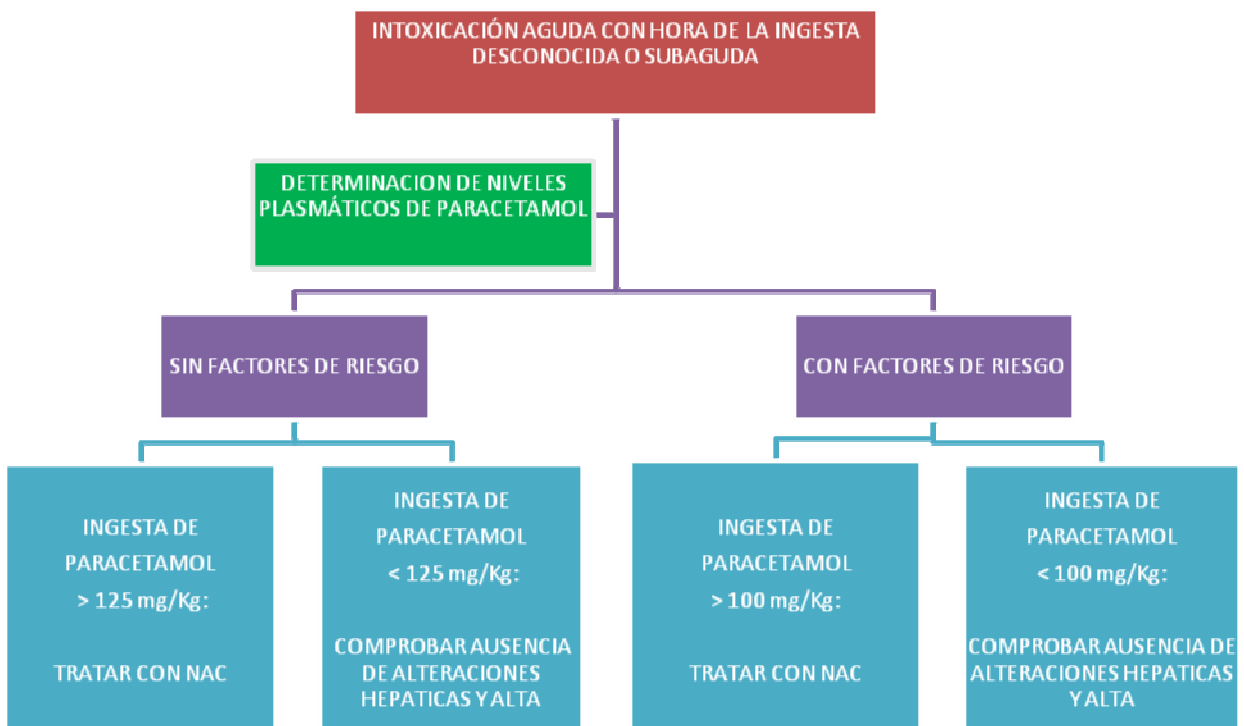 INTOXICACIÓN AGUDA CON HORA DE LA INGESTA
DESCONOCIDA O SUBAGUDA
DETERMINACION DE NIVELES
PLASMÁTICOS DE PARACETAMOL
SIN FACTORES DE RIESGO
CON FACTORES DE RIESGO
INGESTA DE
PARACETAMOL
> 125 mg/Kg:
TRATAR CON NAC
INGESTA DE
PARACETAMOL
< 125 mg/Kg:
COMPROBAR AUSENCIA
DE ALTERACIONES
HEPATICAS Y ALTA
INGESTA DE
PARACETAMOL
> 100 mg/Kg:
TRATAR CON NAC
INGESTA DE
PARACETAMOL
< 100 mg/Kg:
COMPROBAR AUSENCIA DE
ALTERACIONES HEPATICAS
Y ALTA